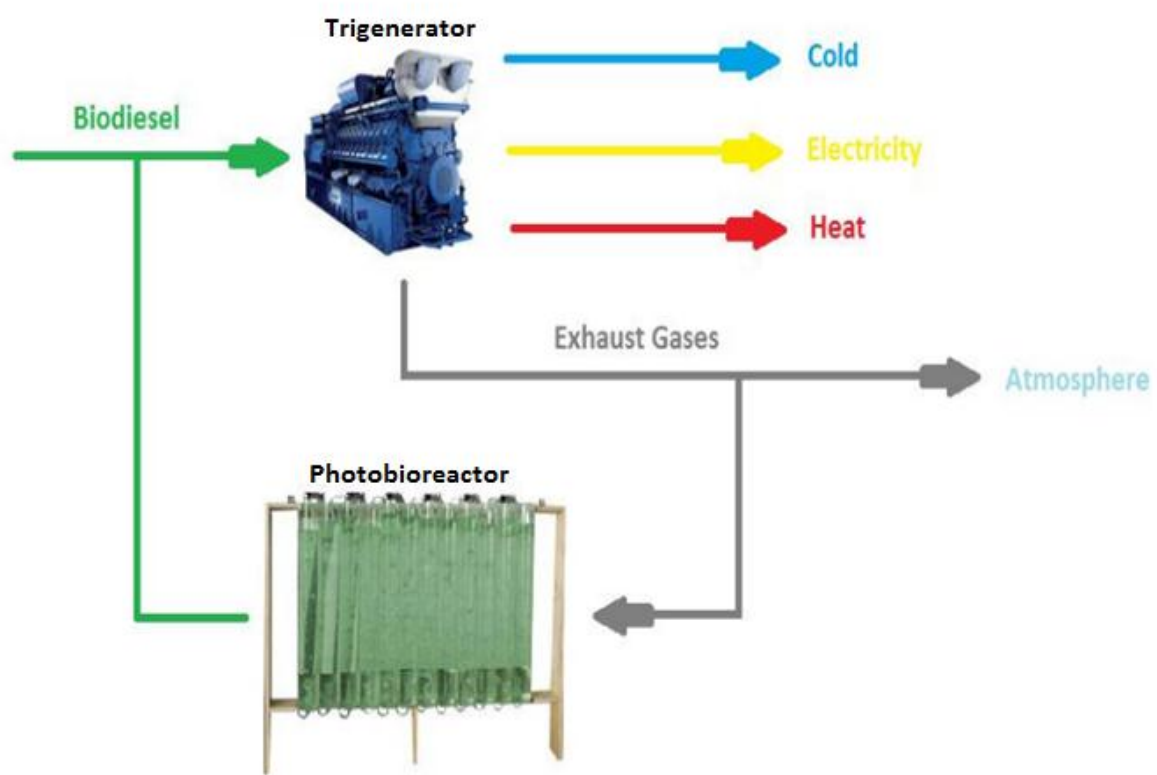 Trigenerator
Cold
Biodiesel
Electricity
Heat
Exhaust Gases
Atmosphere
Photobioreactor